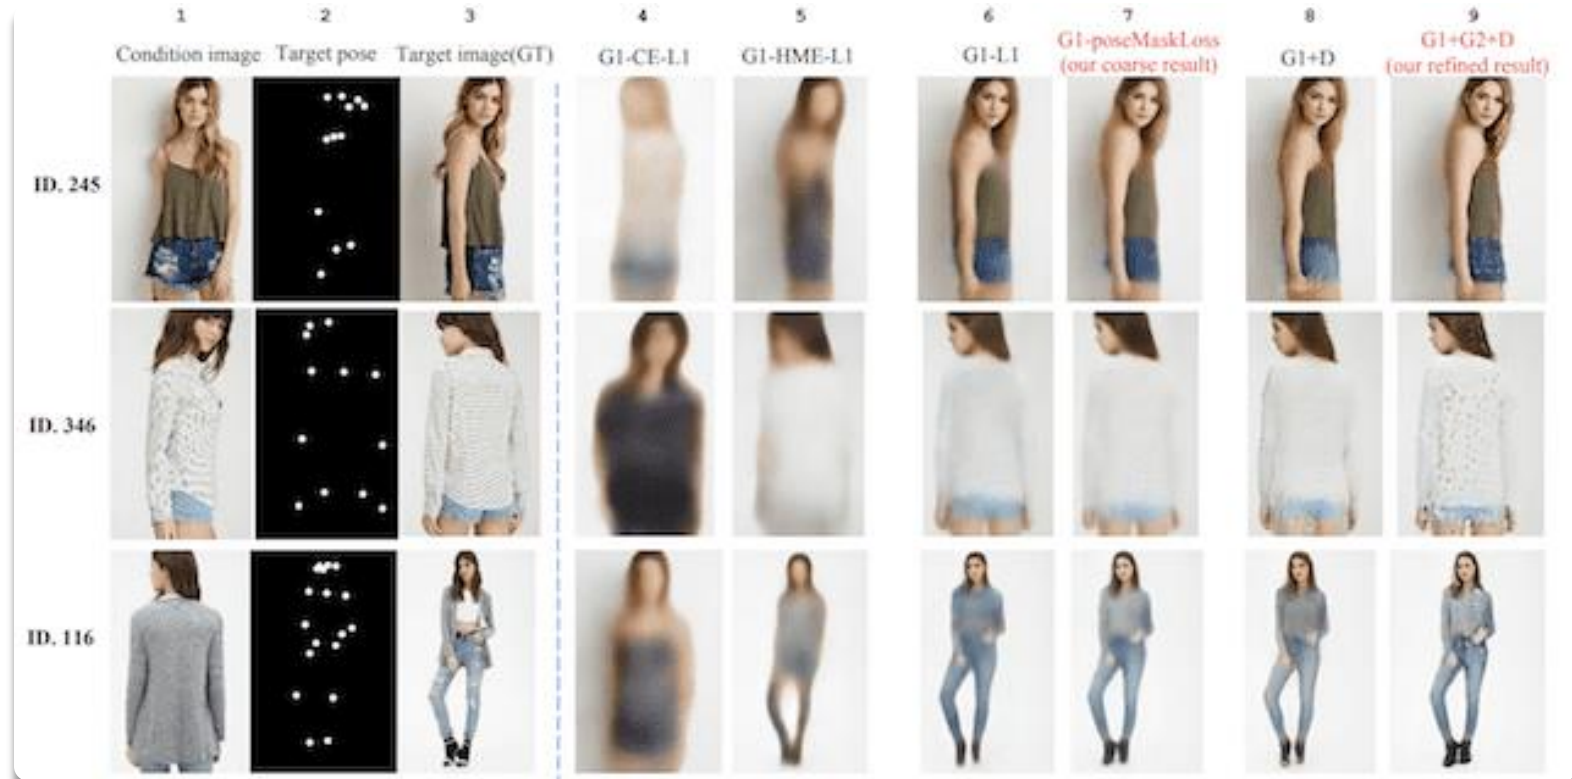 1 2 3 4 5 6 7 8 9
Condition image Target pose Target image(GT) G1-CE-L1 G1-HME-L1 G1-L1 G1-poseMaskLoss (our coarse result) G1+D G1+G2+D (our refined result)
ID. 245
ID. 346
ID. 116